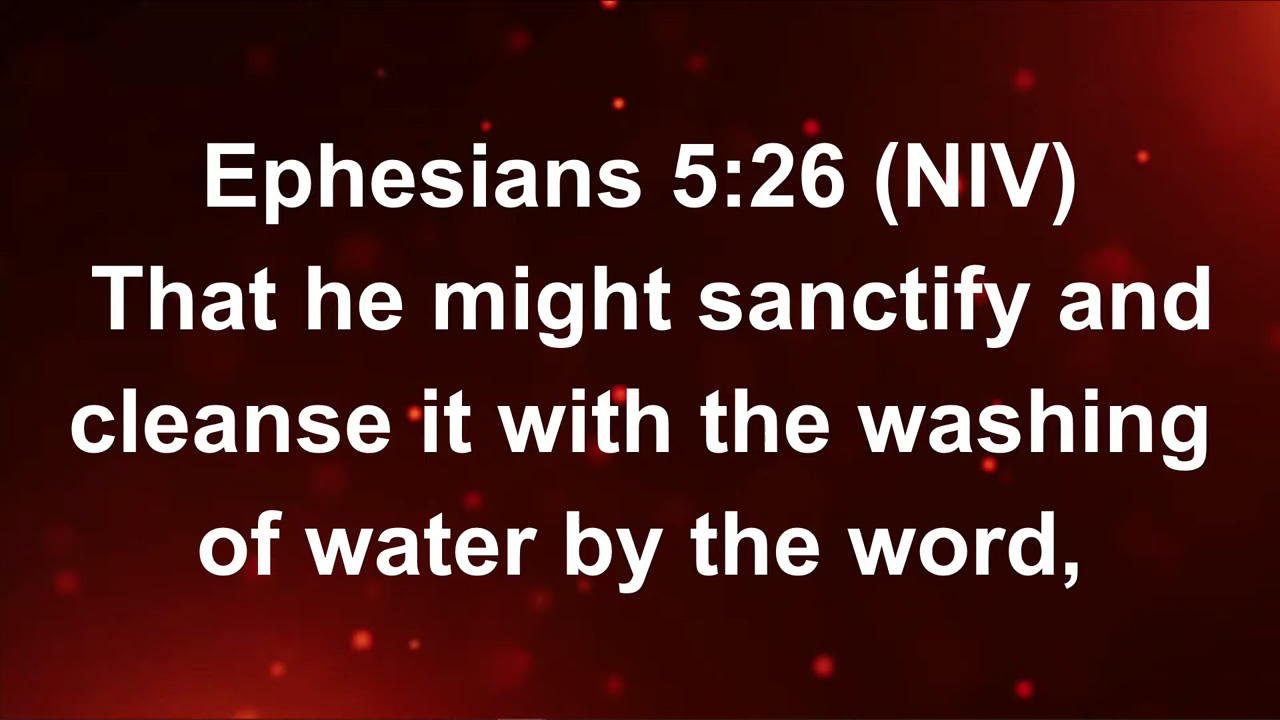 Ephesians 5:26 (NIV)
That he might sanctify and
cleanse it with the washing
of water by the word,